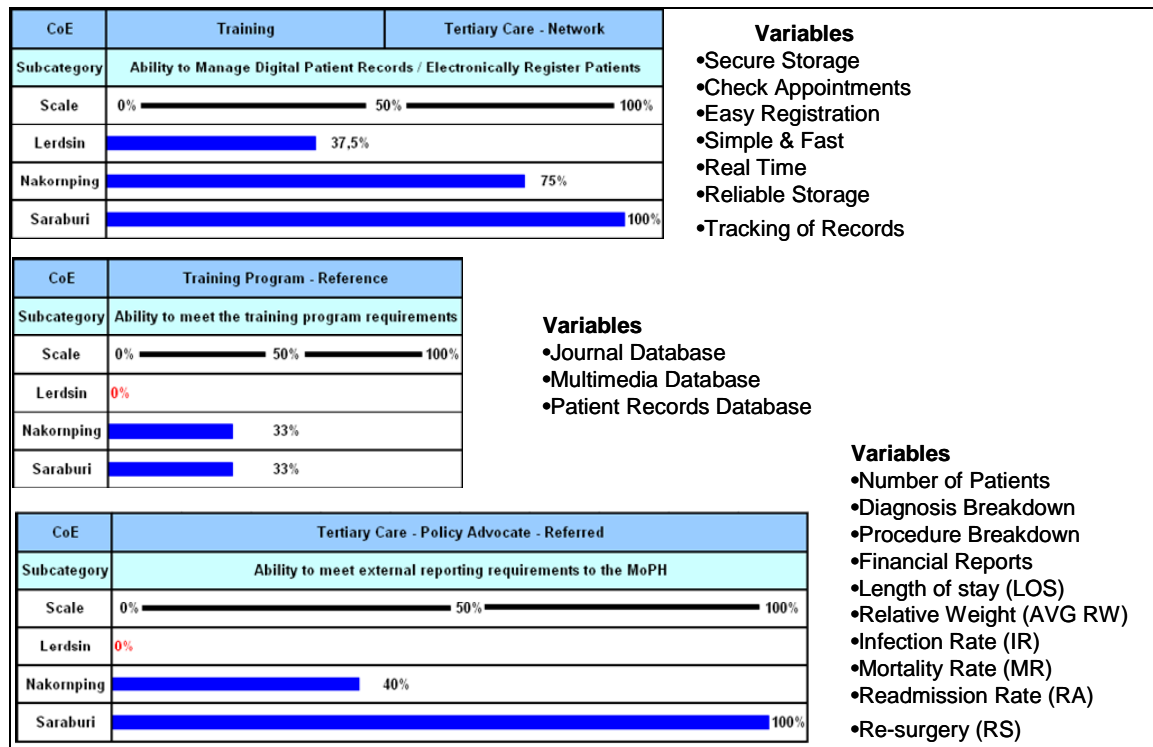 CoE Training Tertiary Care - Network
Subcategory Ability to Manage Digital Patient Records / Electronically Register Patients
Scale 0% 50% 100%
Lerdsin 37,5%
Nakornping 75%
Saraburi 100%
Variables
•Secure Storage
•Check Appointments
•Easy Registration
•Simple & Fast
•Real Time
•Reliable Storage
•Tracking of Records
CoE Training Program - Reference
Subcategory Ability to meet the training program requirements
Scale 0% 50% 100%
Lerdsin 0%
Nakornping 33%
Saraburi 33%
Variables
•Journal Database
•Multimedia Database
•Patient Records Database
CoE Tertiary Care - Policy Advocate - Referred
Subcategory Ability to meet external reporting requirements to the MoPH
Scale 0% 50% 100%
Lerdsin 0%
Nakornping 40%
Saraburi 100%
Variables
•Number of Patients
•Diagnosis Breakdown
•Procedure Breakdown
•Financial Reports
•Length of stay (LOS)
•Relative Weight (AVG RW)
•Infection Rate (IR)
•Mortality Rate (MR)
•Readmission Rate (RA)
•Re-surgery (RS)